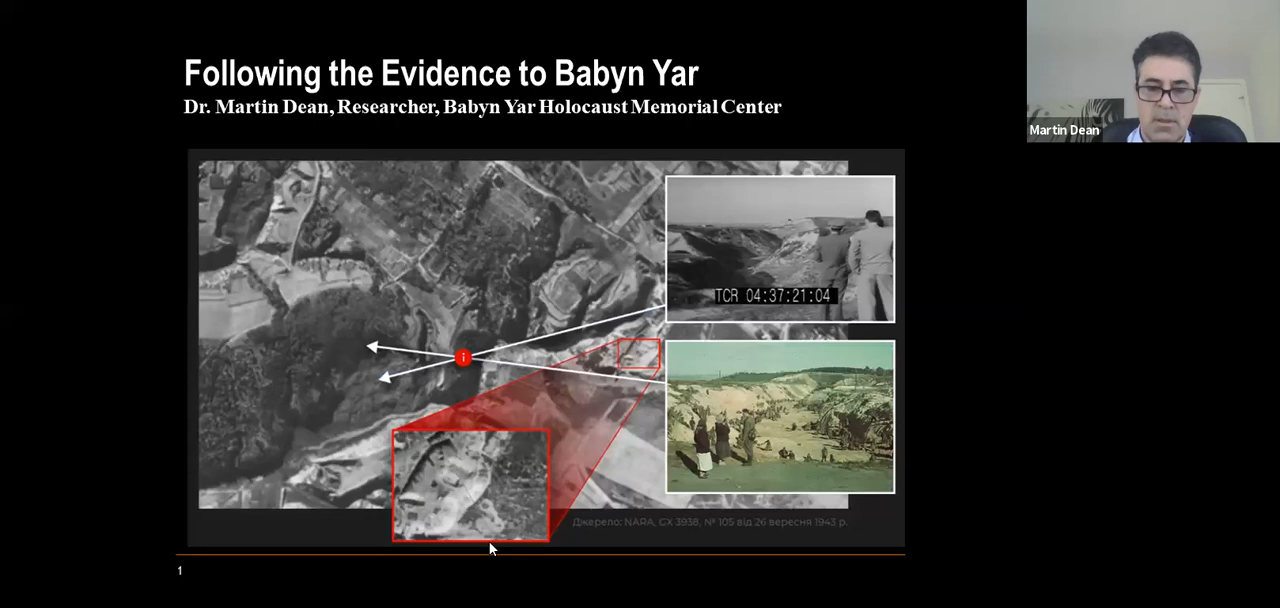 Following the Evidence to Babyn Yar
Dr. Martin Dean, Researcher, Babyn Yar Holocaust Memorial Center
Martin Dean
TCR 04:37:21:04
i
Джерело: NARA, GX 3938, № 105 від 26 вересня 1943 р.
1